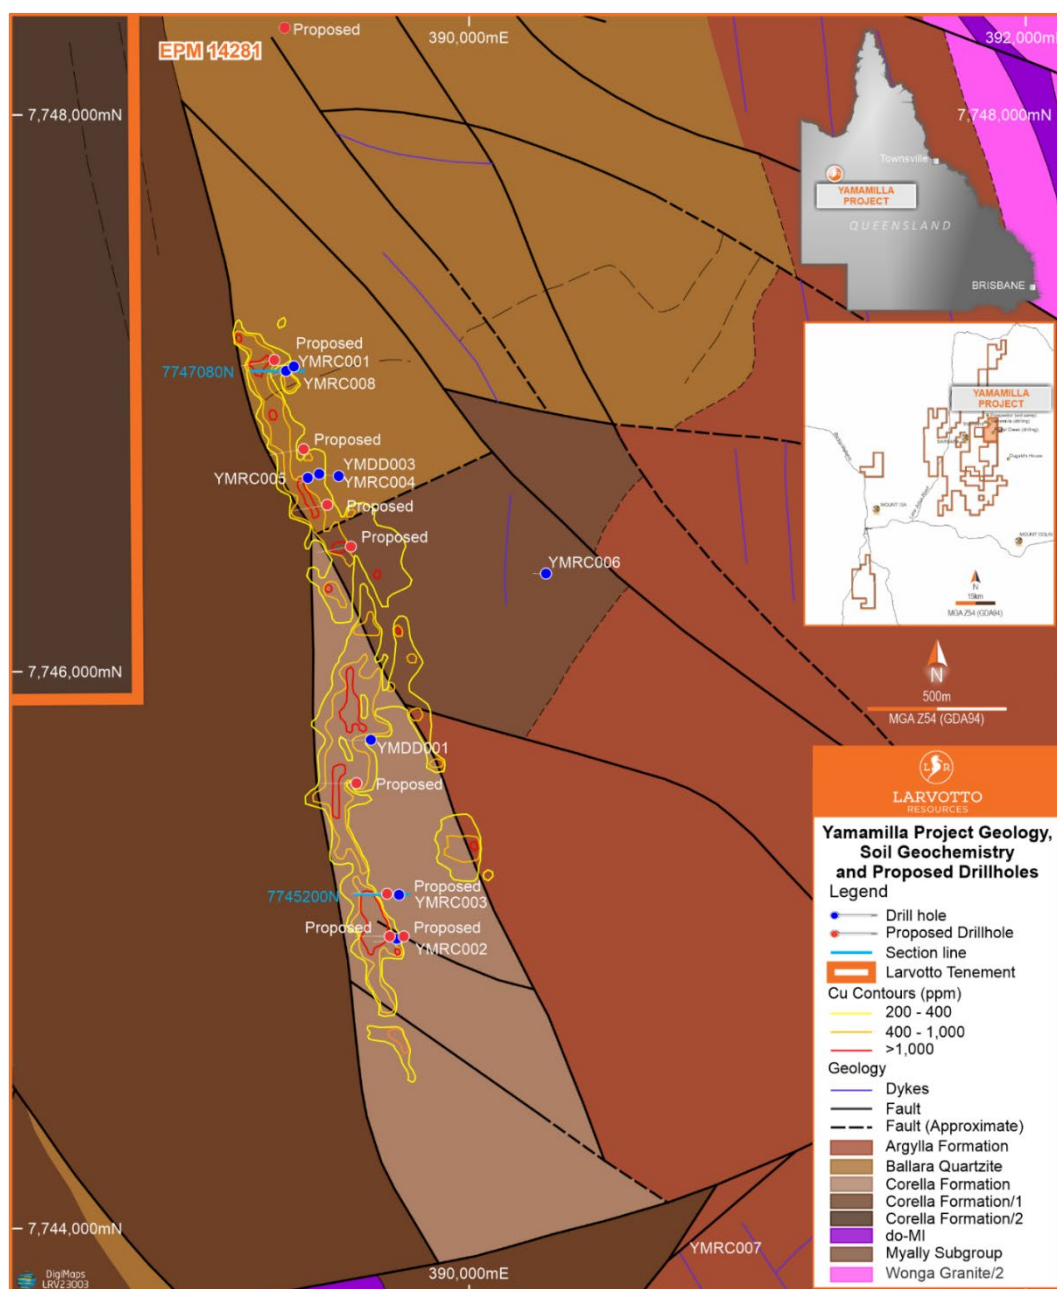 Proposed
390,000mE
392,000mE
EPM 14281
7,748,000mN
7,748,000mN
Townsville
YAMAMILLA
PROJECT
QUEENSLAND
BRISBANE
Proposed
YMRC001
7747080N
YMRC008
YAMAMILLA
PROJECT
Proposed
YMDD003
YMRC005
YMRC004
Proposed
Proposed
YMRC006
MOUNT ISA
N
15km
MGA Z54 (GDA94)
7,746,000mN
N
500m
MGA Z54 (GDA94)
YMDD001
Proposed
LR
LARVOTTO
RESOURCES
Yamamilla Project Geology,
Soil Geochemistry
and Proposed Drillholes
Legend
Drill hole
Proposed Drillhole
Section line
Larvotto Tenement
Cu Contours (ppm)
200 - 400
400 - 1,000
>1,000
Geology
Dykes
Fault
Fault (Approximate)
Argylla Formation
Ballara Quartzite
Corella Formation
Corella Formation/1
Corella Formation/2
do-MI
Myally Subgroup
Wonga Granite/2
7745200N
Proposed
YMRC003
Proposed
Proposed
YMRC002
7,744,000mN
YMRC007
390,000mE
DigiMaps
LRV23003